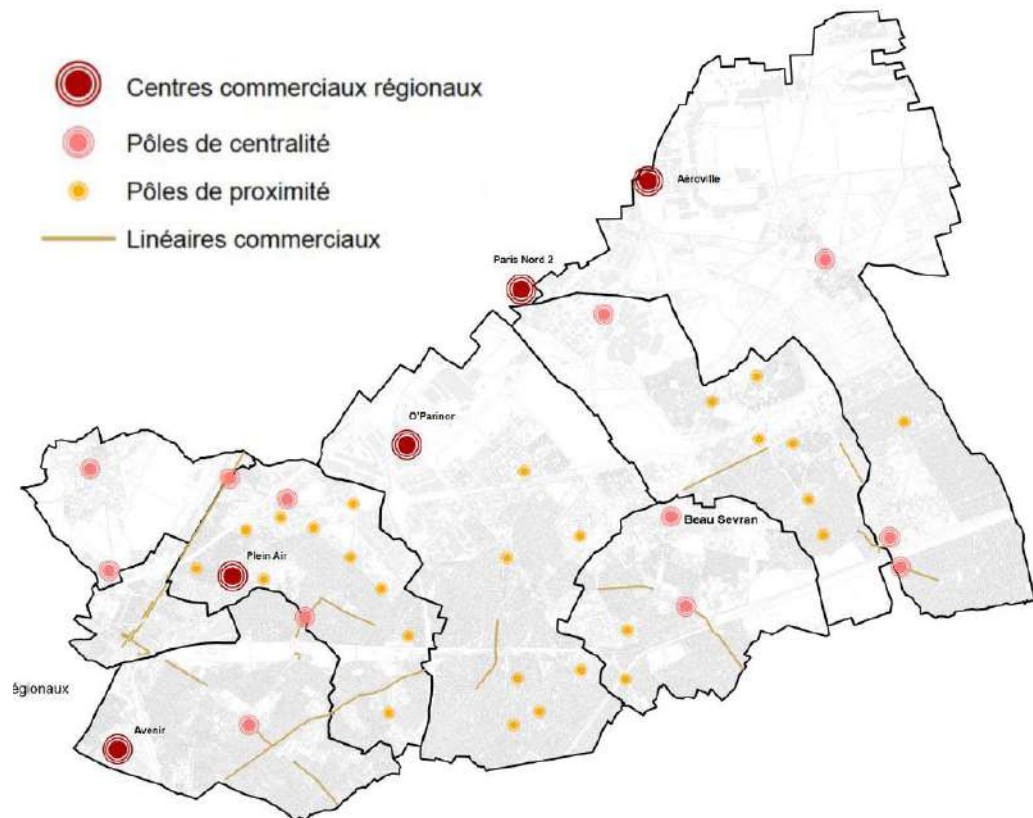 Centres commerciaux régionaux
Pôles de centralité
Pôles de proximité
Linéaires commerciaux
Aéroville
Paris Nord 2
O'Parinor
Beau Sevran
Plein Air
égionaux
Avenir